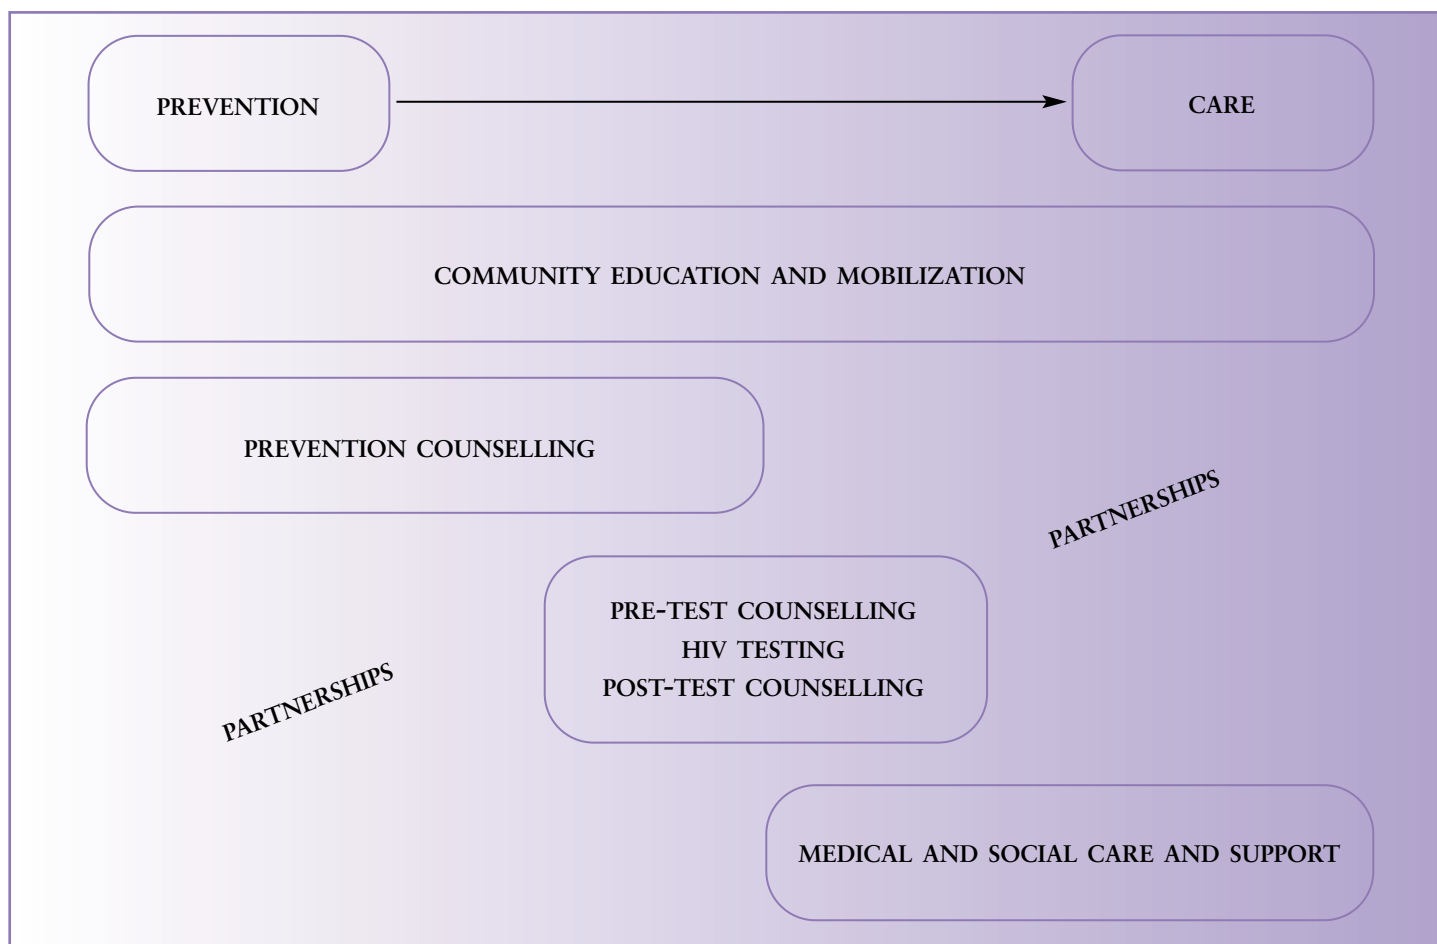 PREVENTION
CARE
COMMUNITY EDUCATION AND MOBILIZATION
PREVENTION COUNSELLING
PARTNERSHIPS
PRE-TEST COUNSELLING
HIV TESTING
POST-TEST COUNSELLING
PARTNERSHIPS
MEDICAL AND SOCIAL CARE AND SUPPORT